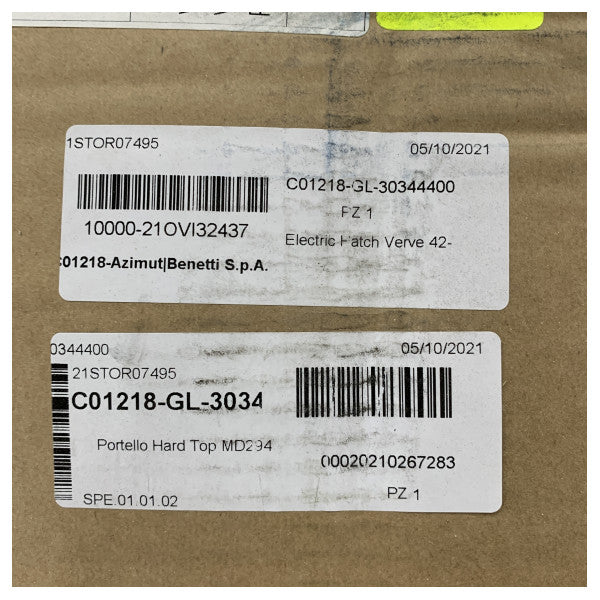 1STOR07495 05/10/2021
C01218-GL-30344400
10000-21OVI32437
PZ 1
Electric Hatch Verve 42-
C01218-Azimut|Benetti S.p.A.
0344400 05/10/2021
21STOR07495
C01218-GL-3034
Portello Hard Top MD294
00020210267283
SPE.01.01.02
PZ 1